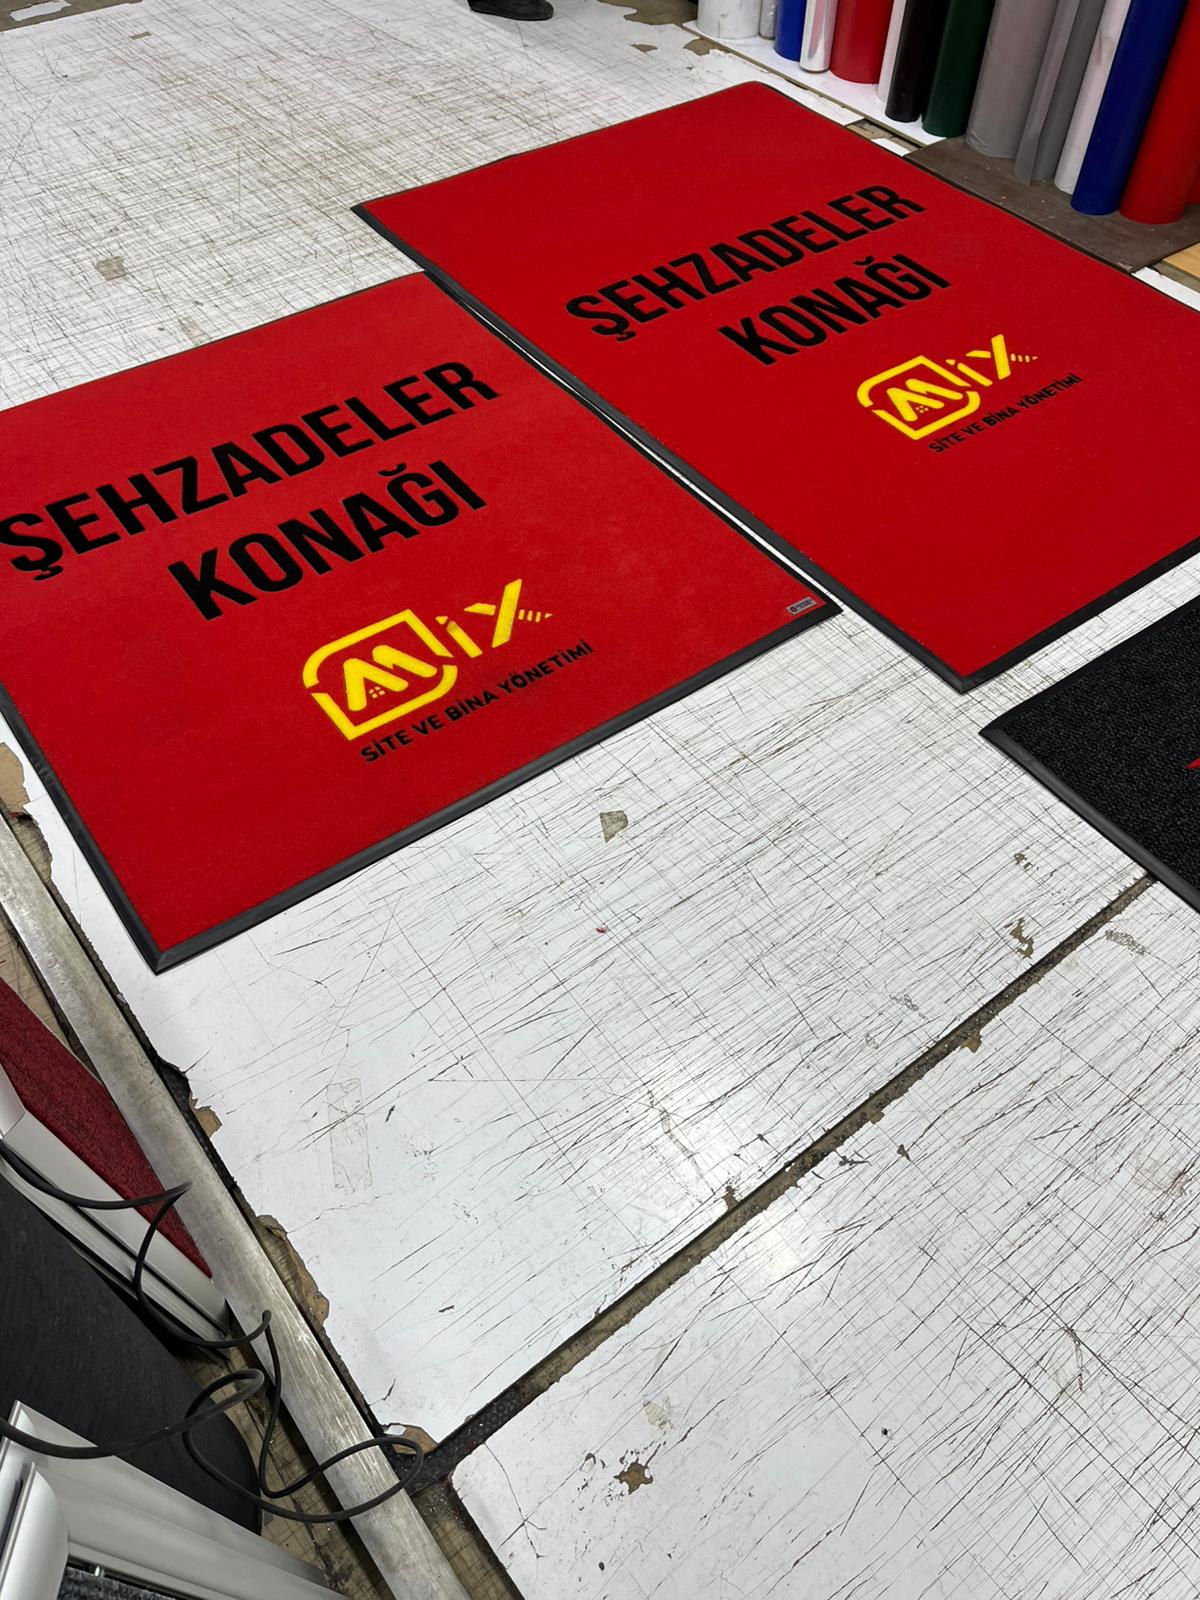 ŞEHZADELER
KONAĞI
MİX
SİTE VE BİNA YÖNETİMİ
ŞEHZADELER
KONAĞI
MİX
SİTE VE BİNA YÖNETİMİ